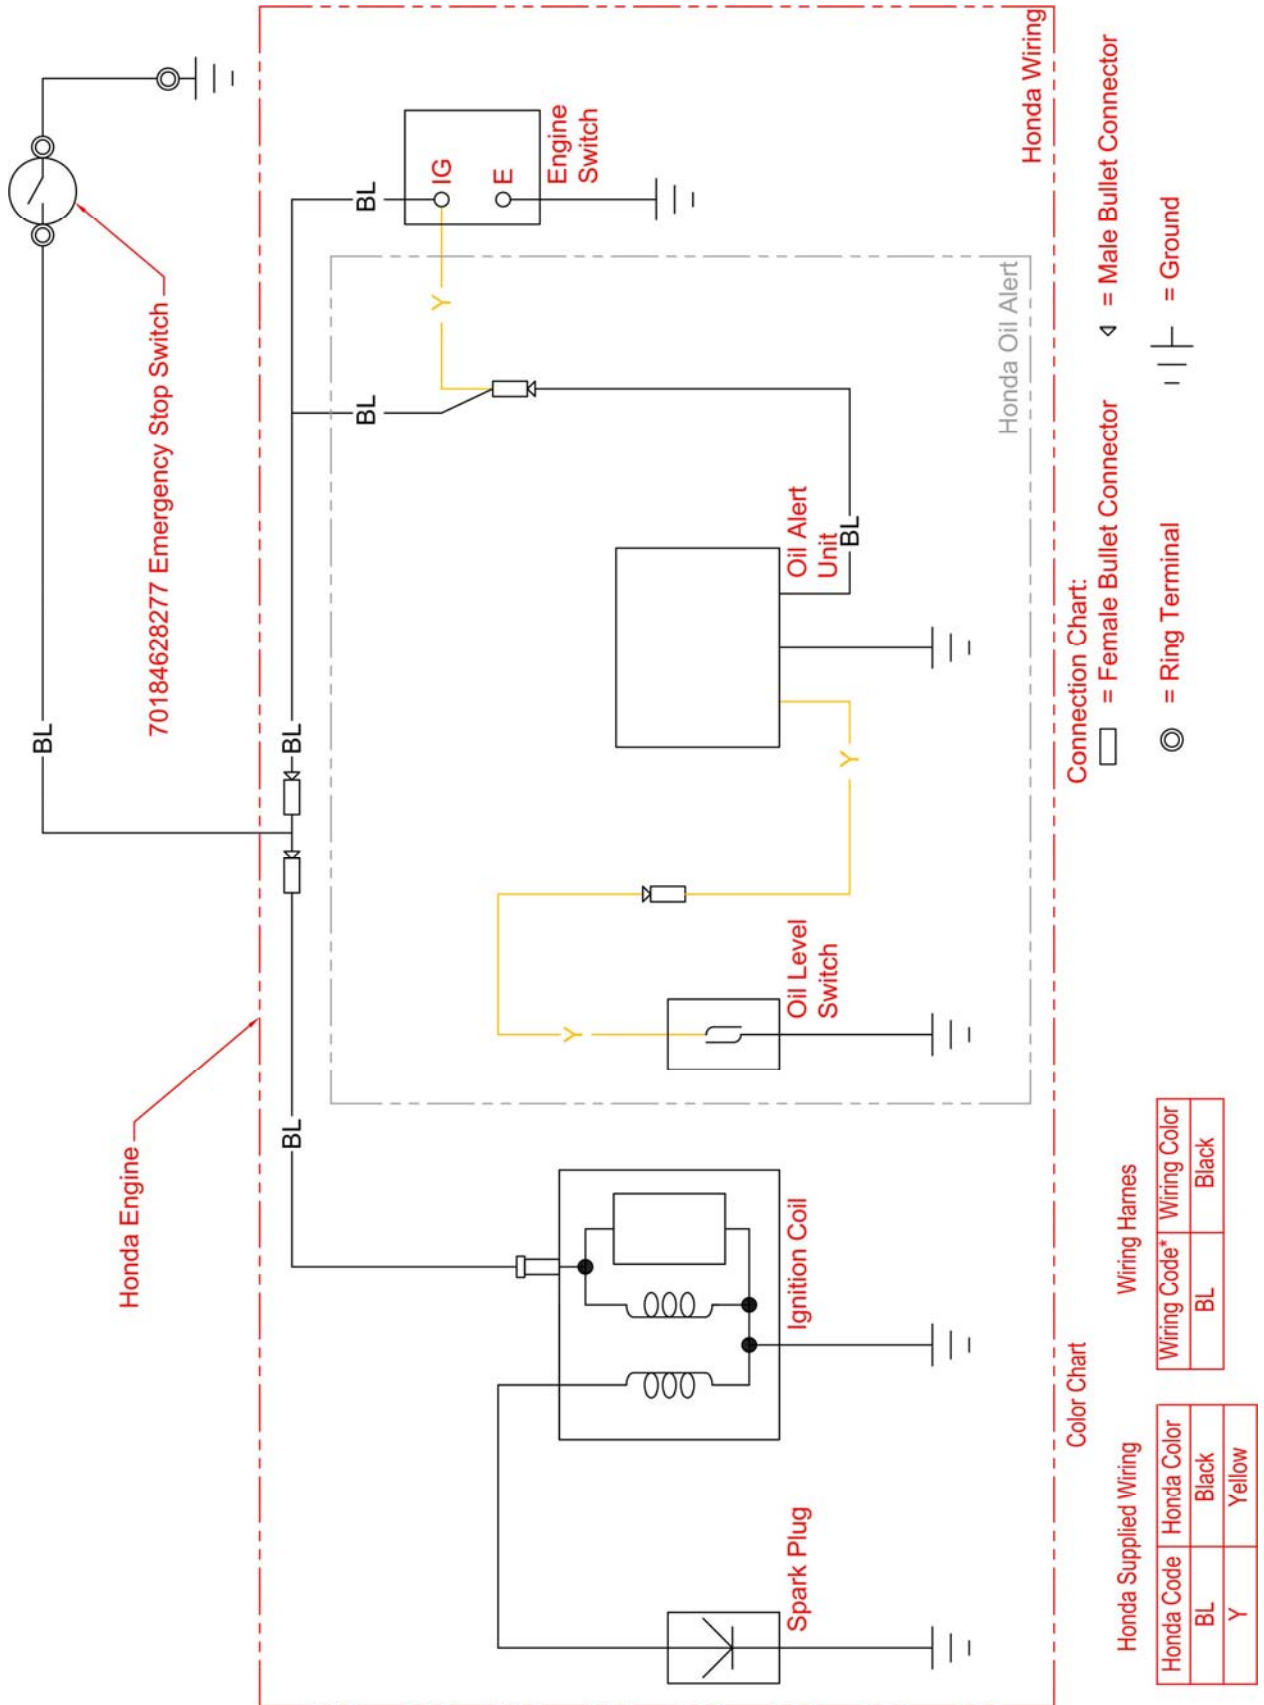 BL
70184628277 Emergency Stop Switch
Honda Engine
Honda Wiring
BL
BL
BL
IG
E
Engine
Switch
Y
BL
Honda Oil Alert
Oil Alert
Unit
BL
Y
Y
Oil Level
Switch
Ignition Coil
Spark Plug
Color Chart
Honda Supplied Wiring
Honda Code Honda Color
BL Black
Y Yellow
Wiring Harnes
Wiring Code* Wiring Color
BL Black
Connection Chart:
= Female Bullet Connector
= Male Bullet Connector
= Ring Terminal
= Ground